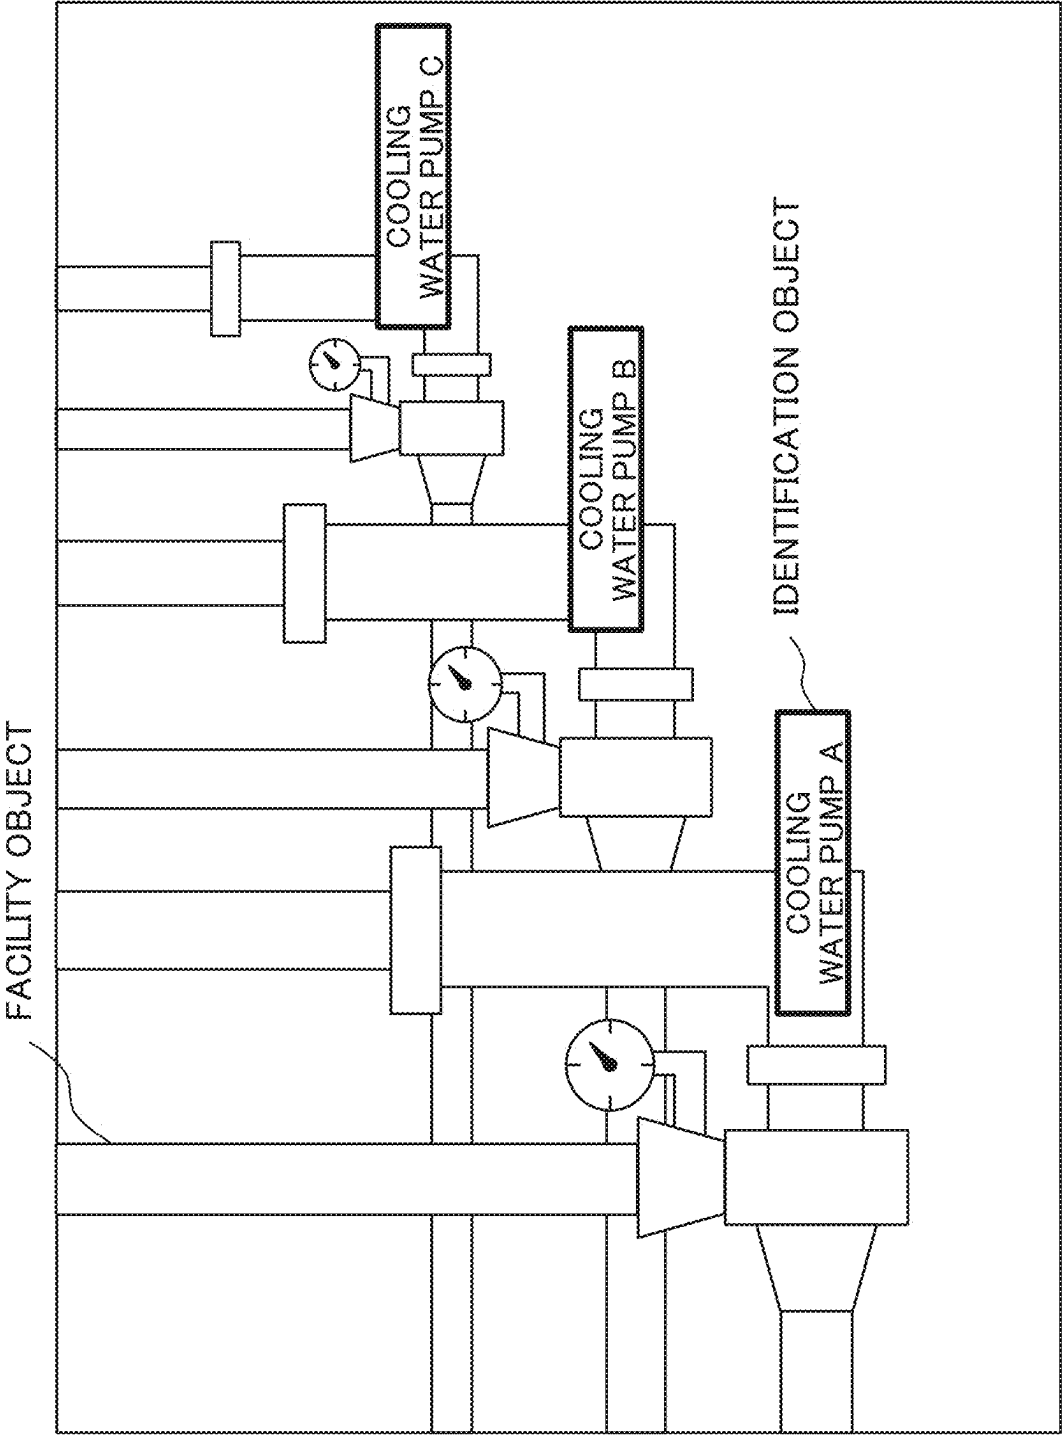 FACILITY OBJECT
COOLING
WATER PUMP A
COOLING
WATER PUMP B
COOLING
WATER PUMP C
IDENTIFICATION OBJECT